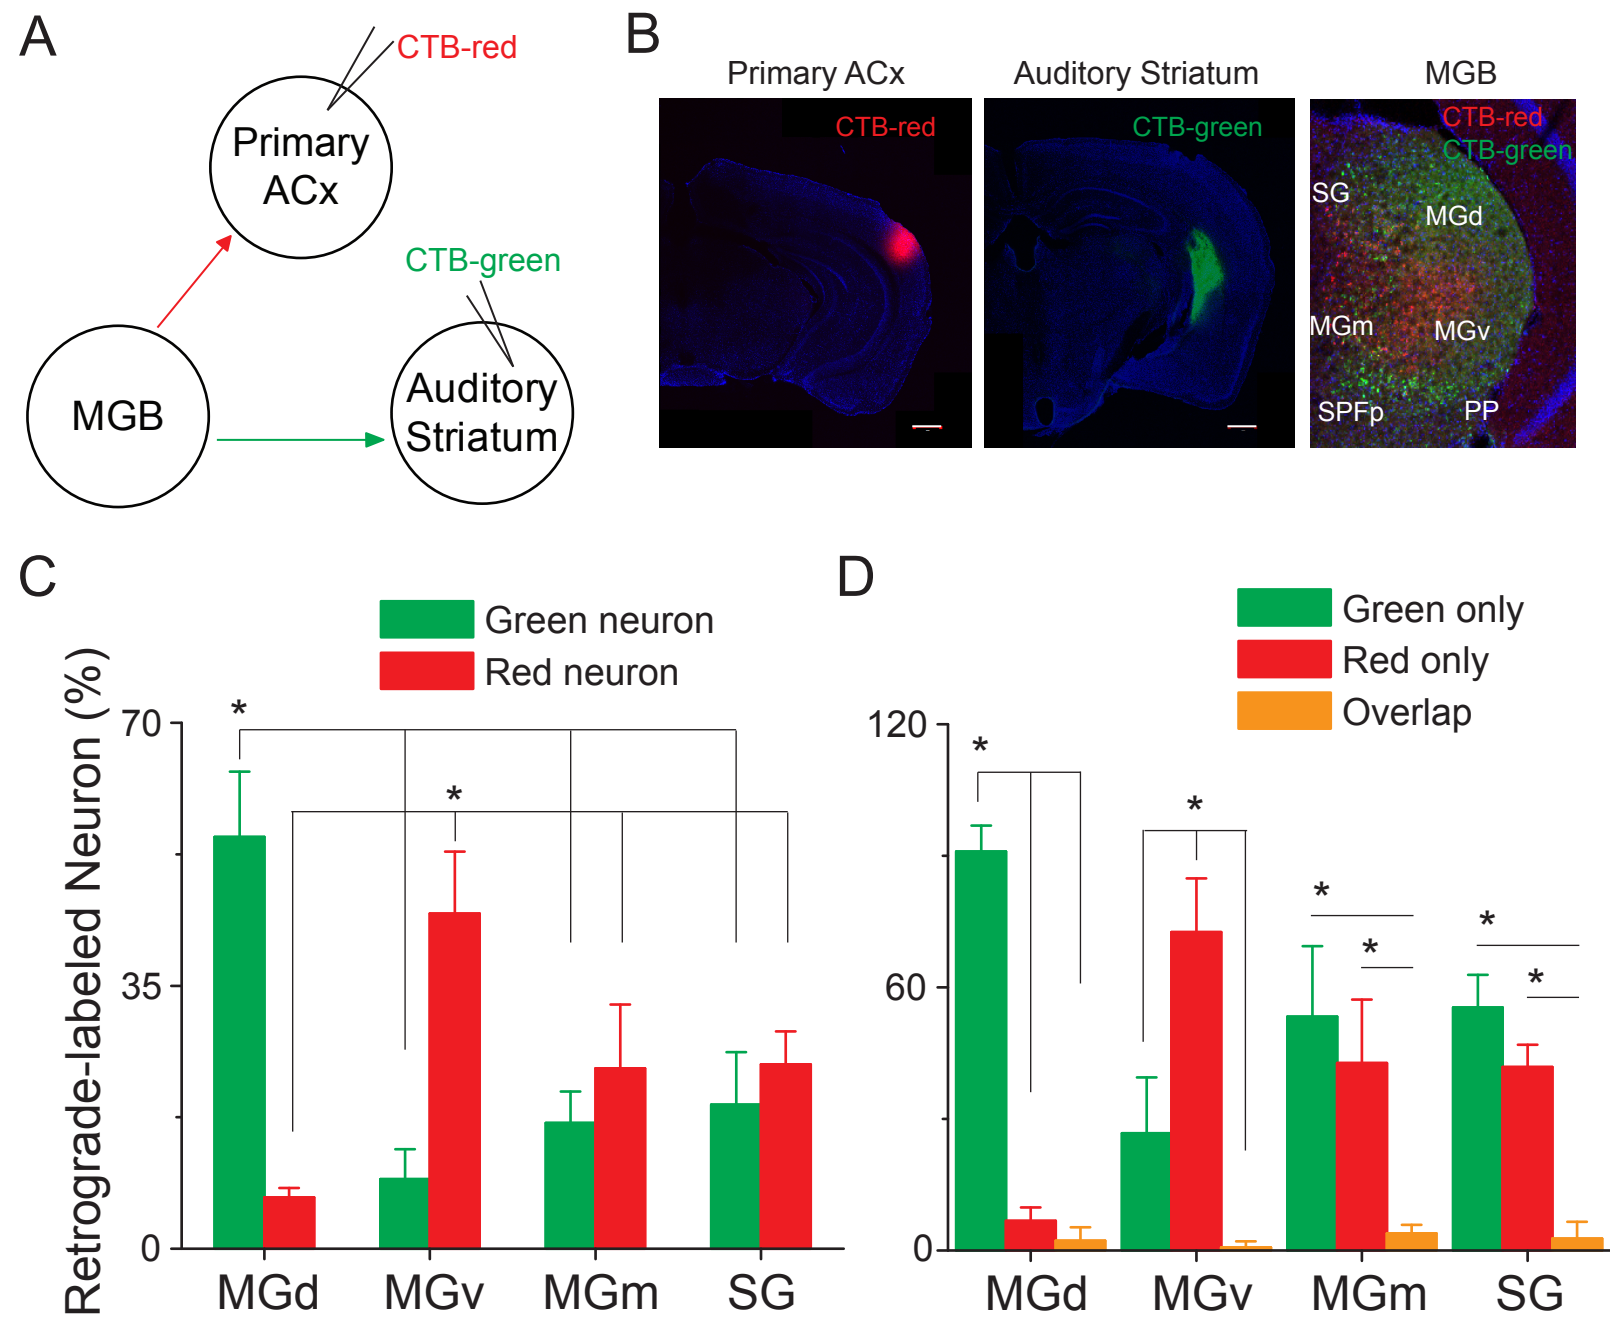 A
CTB-red
Primary
ACx
CTB-green
MGB
Auditory
Striatum
B
Primary ACx
Auditory Striatum
MGB
CTB-red
CTB-green
CTB-red
CTB-green
SG
MGd
MGm
MGv
SPFp
PP
C
Green neuron
Red neuron
Retrograde-labeled Neuron (%)
70
35
0
*
*
MGd
MGv
MGm
SG
D
Green only
Red only
Overlap
120
60
0
*
*
*
*
*
*
MGd
MGv
MGm
SG